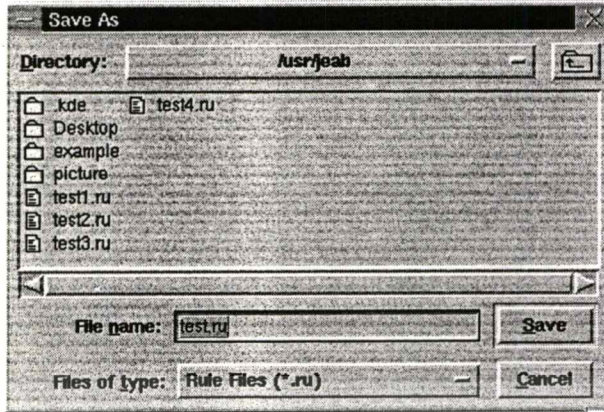 Save As
Directory: /usr/jeab
.kde test4.ru
Desktop
example
picture
test1.ru
test2.ru
test3.ru
File name: test.ru Save
Files of type: Rule Files (*.ru) Cancel